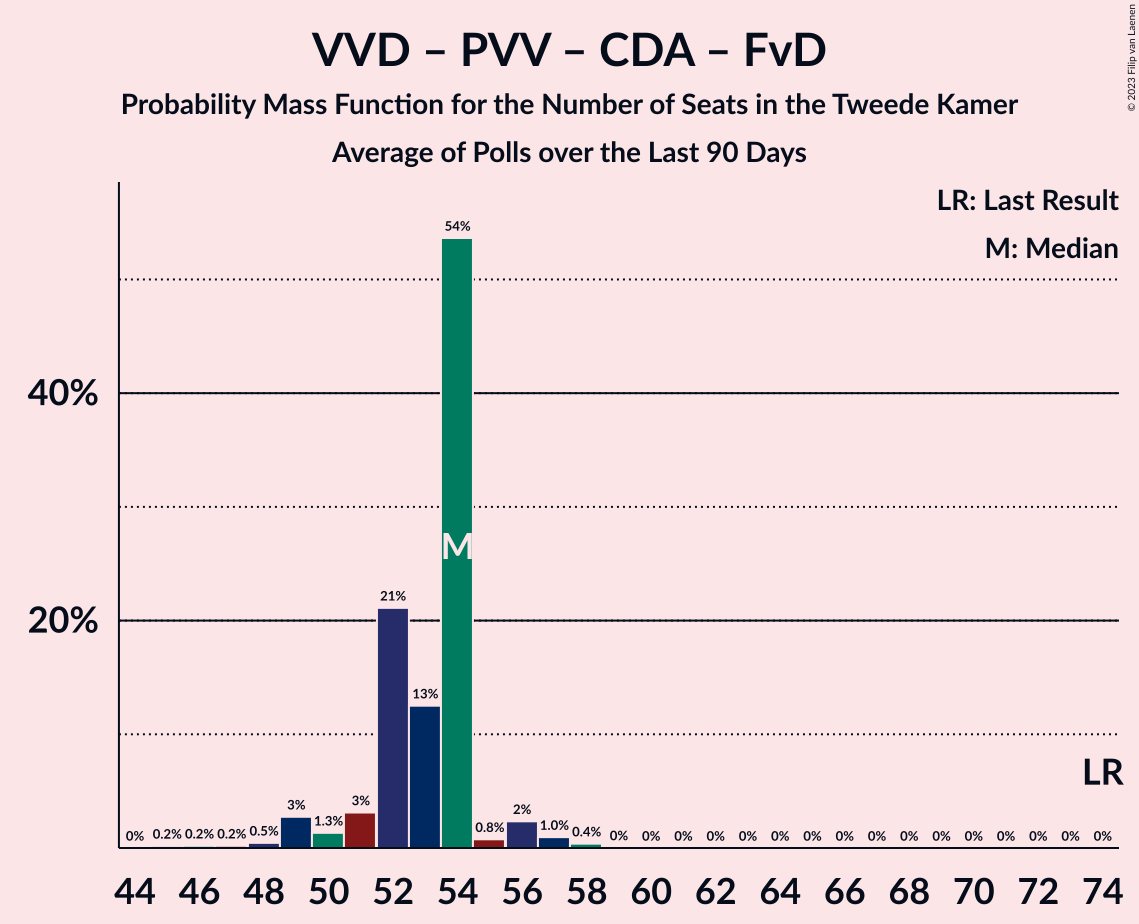 VVD – PVV – CDA – FvD
Probability Mass Function for the Number of Seats in the Tweede Kamer
Average of Polls over the Last 90 Days
© 2023 Filip van Laenen
LR: Last Result
M: Median
40%
20%
0% 0.2% 0.2% 0.2% 0.5% 3% 1.3% 3% 21% 13% 54% 0.8% 2% 1.0% 0.4% 0% 0% 0% 0% 0% 0% 0% 0% 0% 0% 0% 0% 0% 0% 0% 0%
M
LR
44 46 48 50 52 54 56 58 60 62 64 66 68 70 72 74